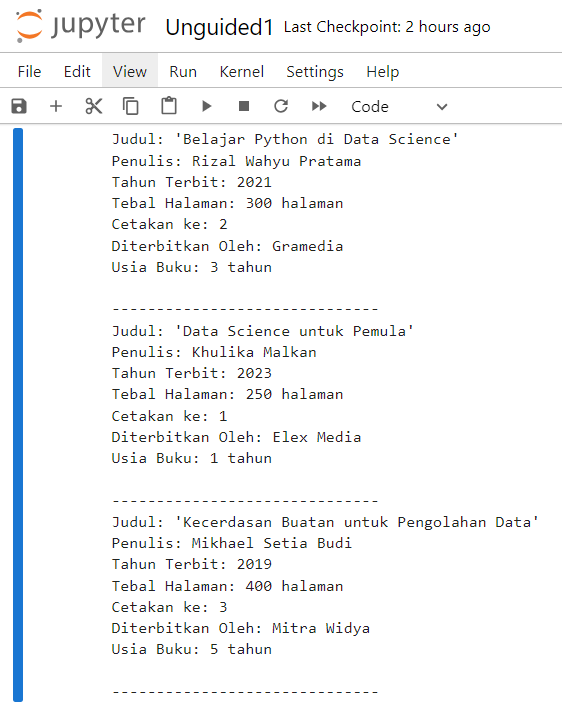 jupyter Unguided1 Last Checkpoint: 2 hours ago
File Edit View Run Kernel Settings Help
Code
Judul: 'Belajar Python di Data Science'
Penulis: Rizal Wahyu Pratama
Tahun Terbit: 2021
Tebal Halaman: 300 halaman
Cetakan ke: 2
Diterbitkan Oleh: Gramedia
Usia Buku: 3 tahun
------------------------------
Judul: 'Data Science untuk Pemula'
Penulis: Khulika Malkan
Tahun Terbit: 2023
Tebal Halaman: 250 halaman
Cetakan ke: 1
Diterbitkan Oleh: Elex Media
Usia Buku: 1 tahun
------------------------------
Judul: 'Kecerdasan Buatan untuk Pengolahan Data'
Penulis: Mikhael Setia Budi
Tahun Terbit: 2019
Tebal Halaman: 400 halaman
Cetakan ke: 3
Diterbitkan Oleh: Mitra Widya
Usia Buku: 5 tahun
------------------------------